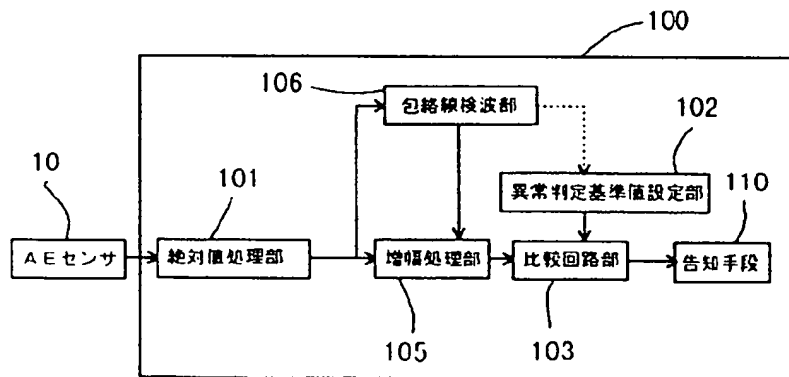 100
106
包絡線検波部
102
10
101
異常判定基準値設定部
110
AEセンサ
絶対値処理部
増幅処理部
比較回路部
告知手段
105
103